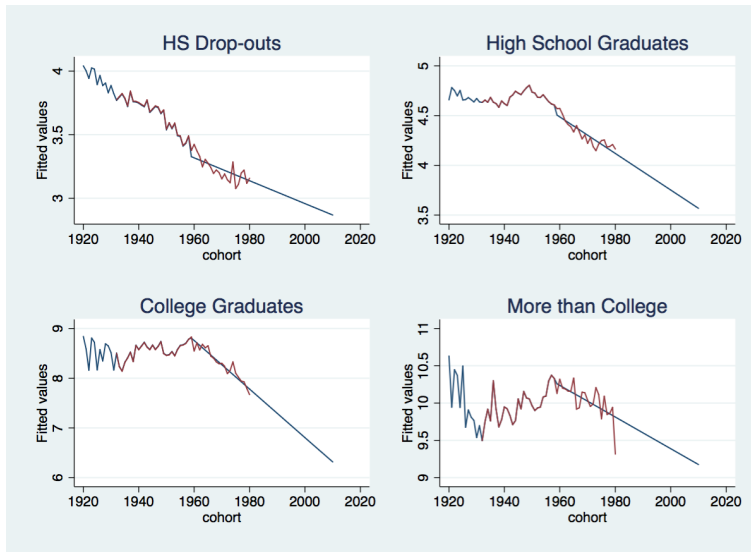 HS Drop-outs
Fitted values
4
3.5
3
1920 1940 1960 1980 2000 2020
cohort
High School Graduates
Fitted values
5
4.5
4
3.5
1920 1940 1960 1980 2000 2020
cohort
College Graduates
Fitted values
9
8
7
6
1920 1940 1960 1980 2000 2020
cohort
More than College
Fitted values
11
10.5
10
9.5
9
1920 1940 1960 1980 2000 2020
cohort